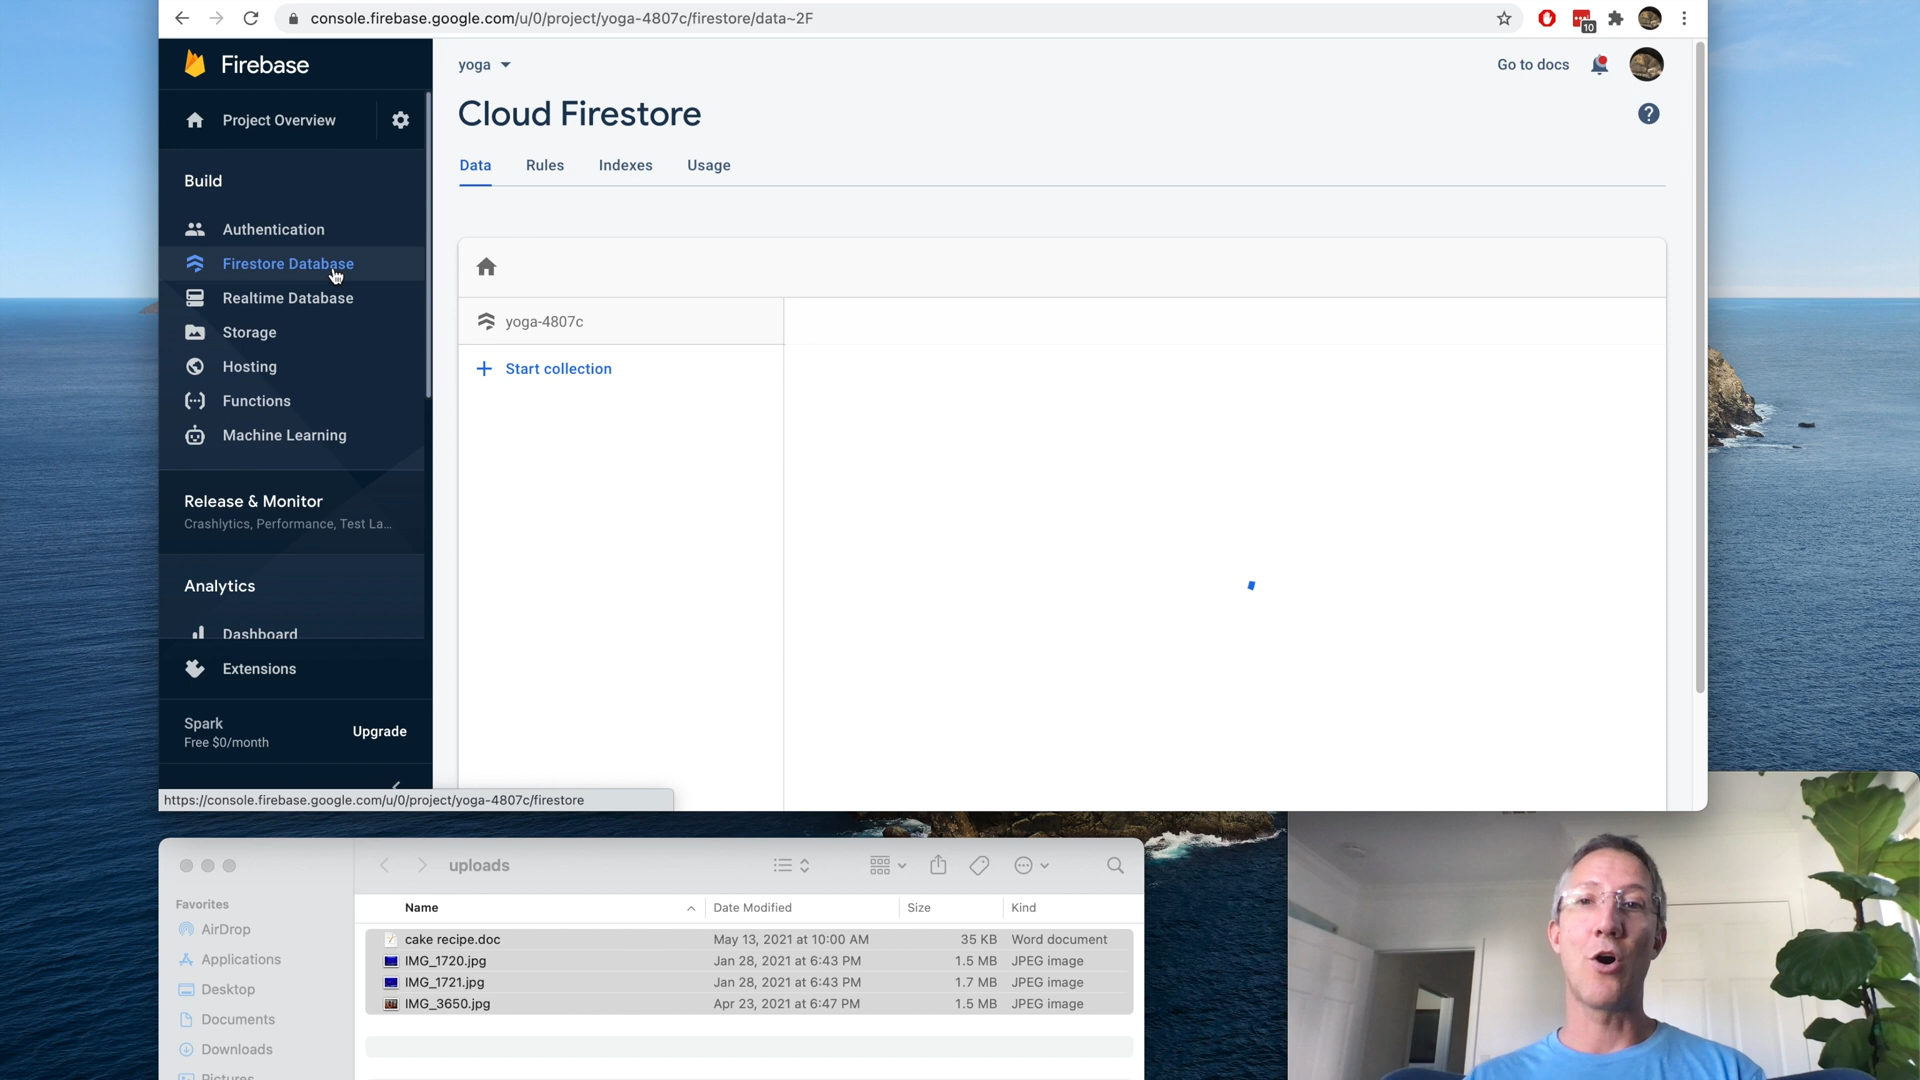 console.firebase.google.com/u/0/project/yoga-4807c/firestore/data~2F
10
Firebase
Project Overview
Build
Authentication
Firestore Database
Realtime Database
Storage
Hosting
Functions
Machine Learning
Release & Monitor
Crashlytics, Performance, Test La...
Analytics
Dashboard
Extensions
Spark
Free $0/month
Upgrade
https://console.firebase.google.com/u/0/project/yoga-4807c/firestore
yoga
Go to docs
Cloud Firestore
?
Data Rules Indexes Usage
yoga-4807c
+ Start collection
uploads
Favorites
AirDrop
Applications
Desktop
Documents
Downloads
Pictures
Name Date Modified Size Kind
cake recipe.doc May 13, 2021 at 10:00 AM 35 KB Word document
IMG_1720.jpg Jan 28, 2021 at 6:43 PM 1.5 MB JPEG image
IMG_1721.jpg Jan 28, 2021 at 6:43 PM 1.7 MB JPEG image
IMG_3650.jpg Apr 23, 2021 at 6:47 PM 1.5 MB JPEG image